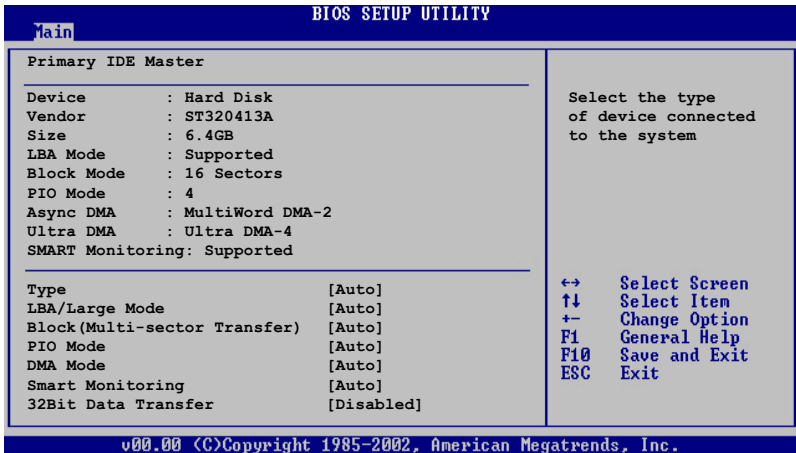 BIOS SETUP UTILITY
Main
Primary IDE Master
Device : Hard Disk
Vendor : ST320413A
Size : 6.4GB
LBA Mode : Supported
Block Mode : 16 Sectors
PIO Mode : 4
Async DMA : MultiWord DMA-2
Ultra DMA : Ultra DMA-4
SMART Monitoring: Supported
Type [Auto]
LBA/Large Mode [Auto]
Block(Multi-sector Transfer) [Auto]
PIO Mode [Auto]
DMA Mode [Auto]
Smart Monitoring [Auto]
32Bit Data Transfer [Disabled]
Select the type
of device connected
to the system
←→ Select Screen
↑↓ Select Item
+- Change Option
F1 General Help
F10 Save and Exit
ESC Exit
v00.00 (C)Copyright 1985-2002, American Megatrends, Inc.